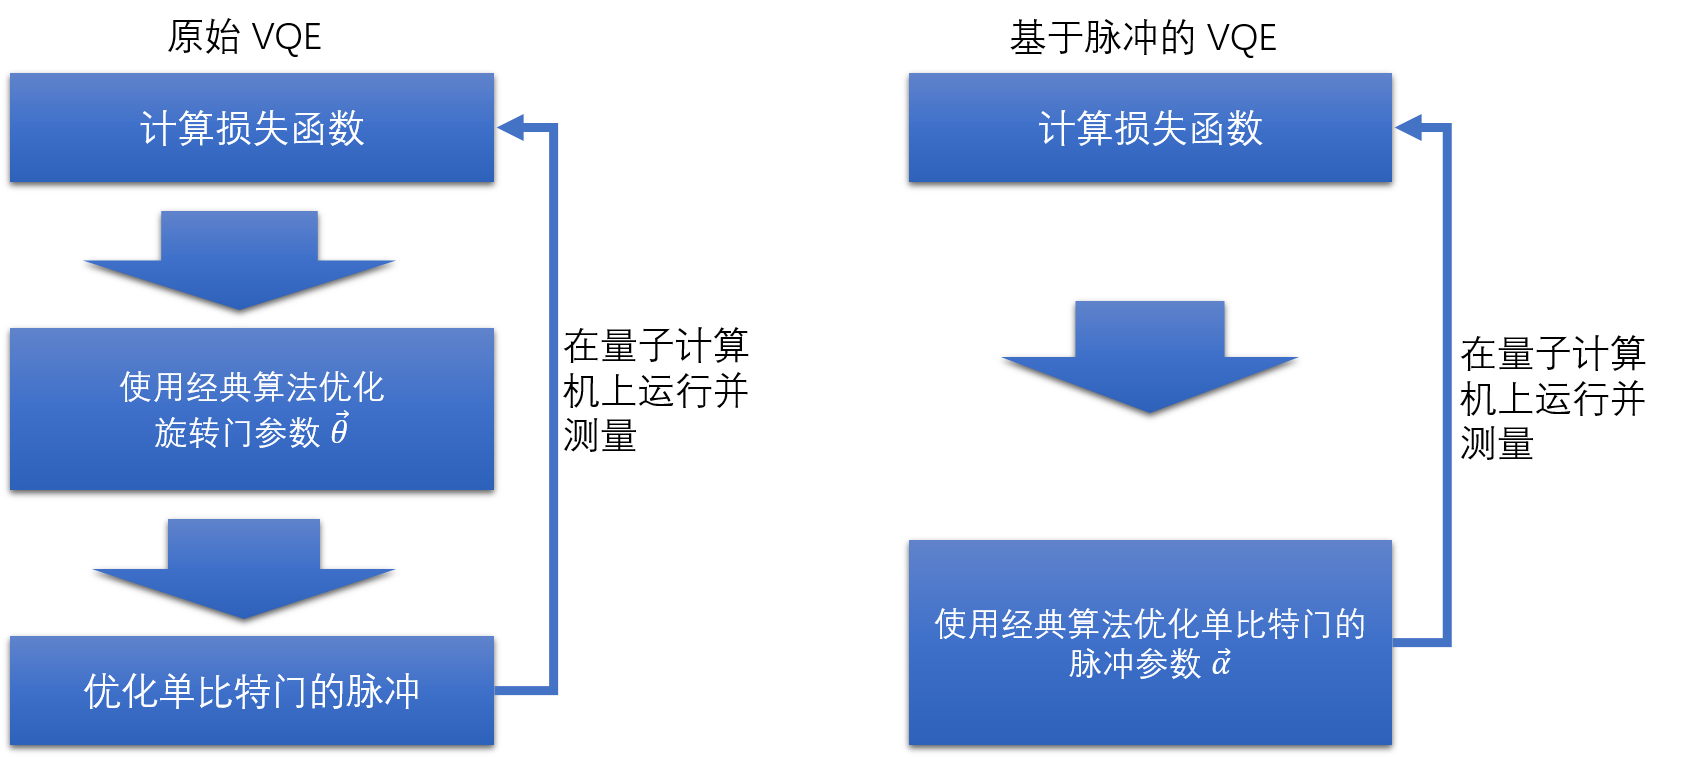 原始 VQE
计算损失函数
使用经典算法优化
旋转门参数 $\vec{\theta}$
优化单比特门的脉冲
在量子计算
机上运行并
测量
基于脉冲的 VQE
计算损失函数
使用经典算法优化单比特门的
脉冲参数 $\vec{\alpha}$
在量子计算
机上运行并
测量